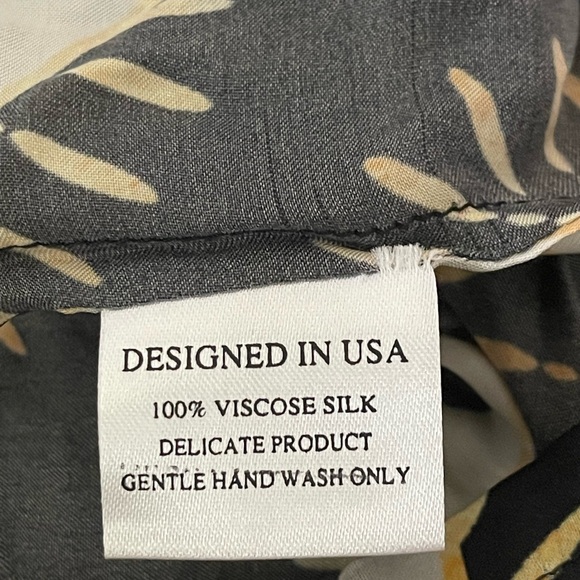 DESIGNED IN USA
100% VISCOSE SILK
DELICATE PRODUCT
GENTLE HAND WASH ONLY